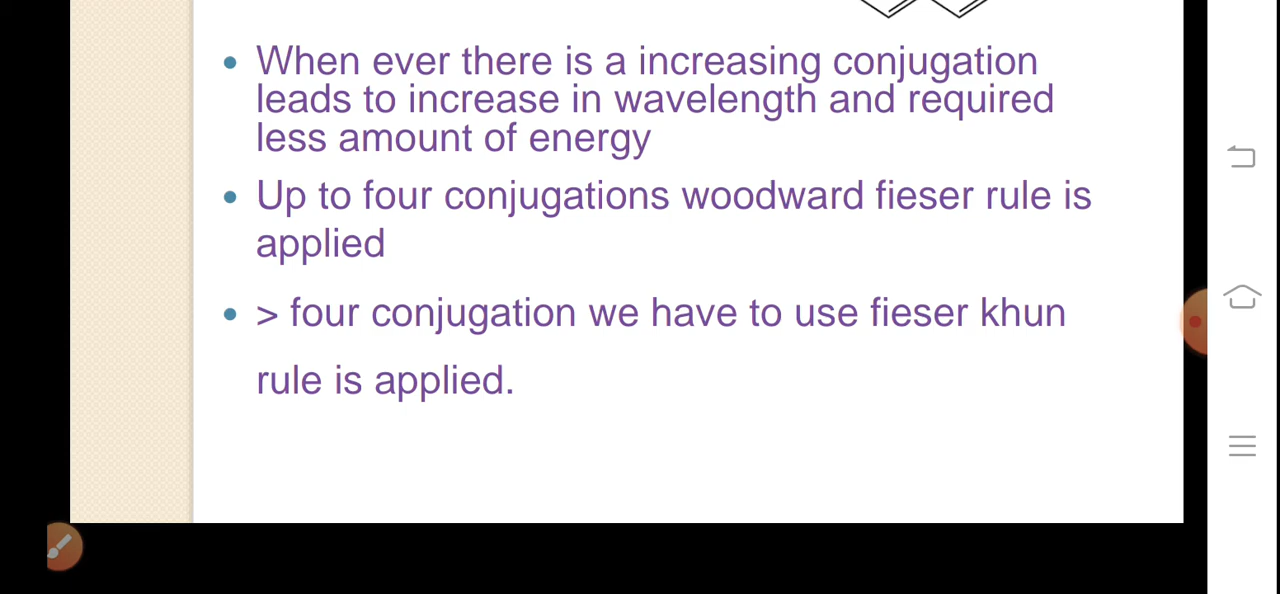 • When ever there is a increasing conjugation
leads to increase in wavelength and required
less amount of energy
• Up to four conjugations woodward fieser rule is
applied
• > four conjugation we have to use fieser khun
rule is applied.